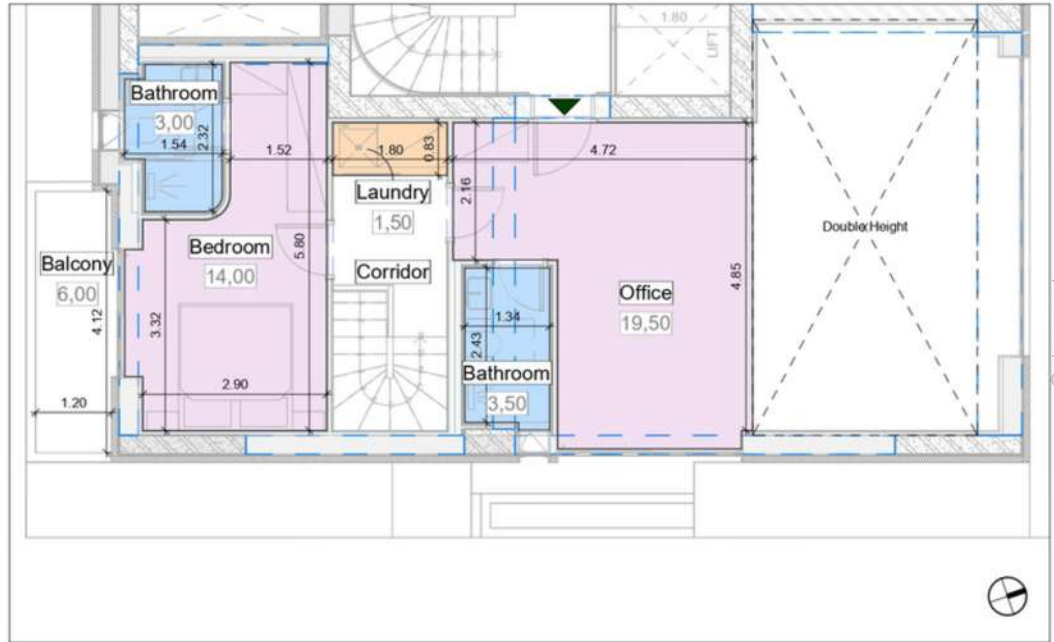 1.80
LIFT
Bathroom
3,00
2.32
1.54
1.52
1.80
0.83
4.72
Laundry
1,50
2.16
Double Height
Bedroom
14,00
5.80
Balcony
6,00
4.12
Corridor
Office
19,50
4.85
3.32
1.34
2.43
Bathroom
3,50
2.90
1.20